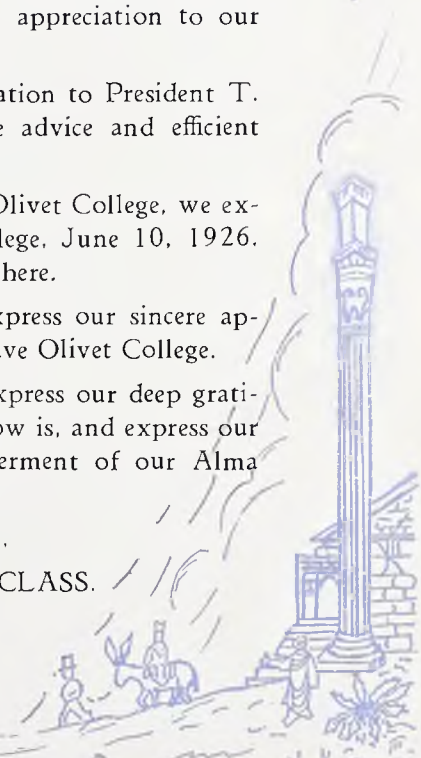 appreciation to our
ation to President T.
e advice and efficient
Olivet College, we ex-
lege, June 10, 1926.
here.
xpress our sincere ap-
ave Olivet College.
xpress our deep grati-
ow is, and express our
erment of our Alma
CLASS.